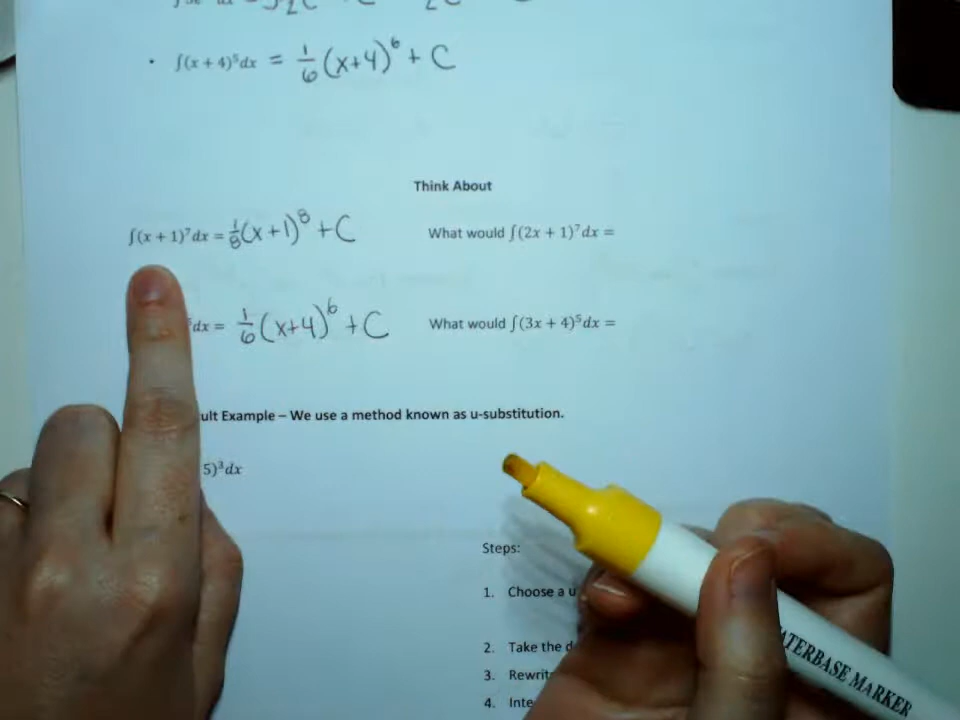 • ∫(x + 4)⁵dx = 1/6 (x+4)⁶ + C
Think About
∫(x + 1)⁷dx = 1/8 (x+1)⁸ + C
What would ∫(2x + 1)⁷dx =
dx = 1/6 (x+4)⁶ + C
What would ∫(3x + 4)⁵dx =
ult Example – We use a method known as u-substitution.
5)³dx
Steps:
1. Choose a u
2. Take the d
3. Rewrit
4. Inte
ATERBASE MARKER